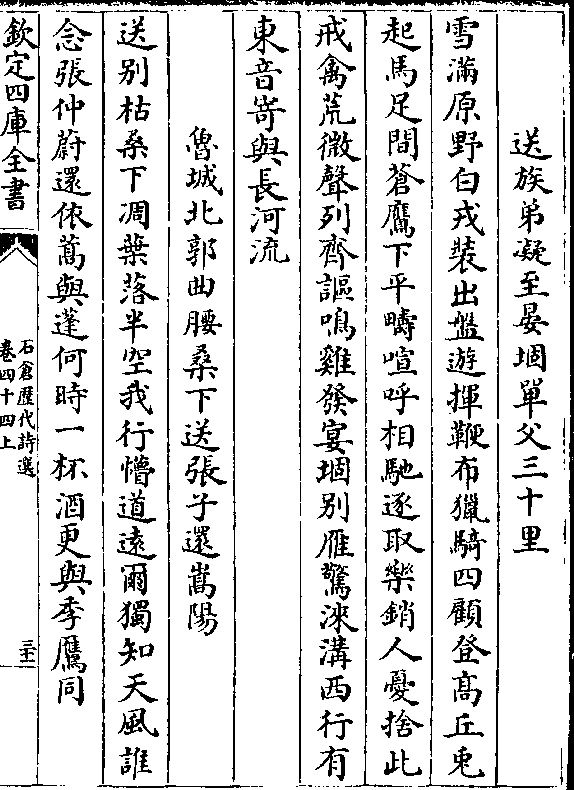 送族弟凝至晏堌單父三十里
雪滿原野白戎裝出盤遊揮鞭布獵騎四顧登高丘兎
起馬足間蒼鷹下平疇喧呼相馳逐取樂銷人憂捨此
戒禽荒微聲列齊謳鳴雞發宴堌别雁驚淶溝西行有
東音寄與長河流
魯城北郭曲腰桑下送張子還嵩陽
送别枯桑下凋葉落半空我行懵道遠爾獨知天風誰
念張仲蔚還依蒿與蓬何時一杯酒更與季鷹同
欽定四庫全書
石倉歷代詩選
卷四十四上
三十二